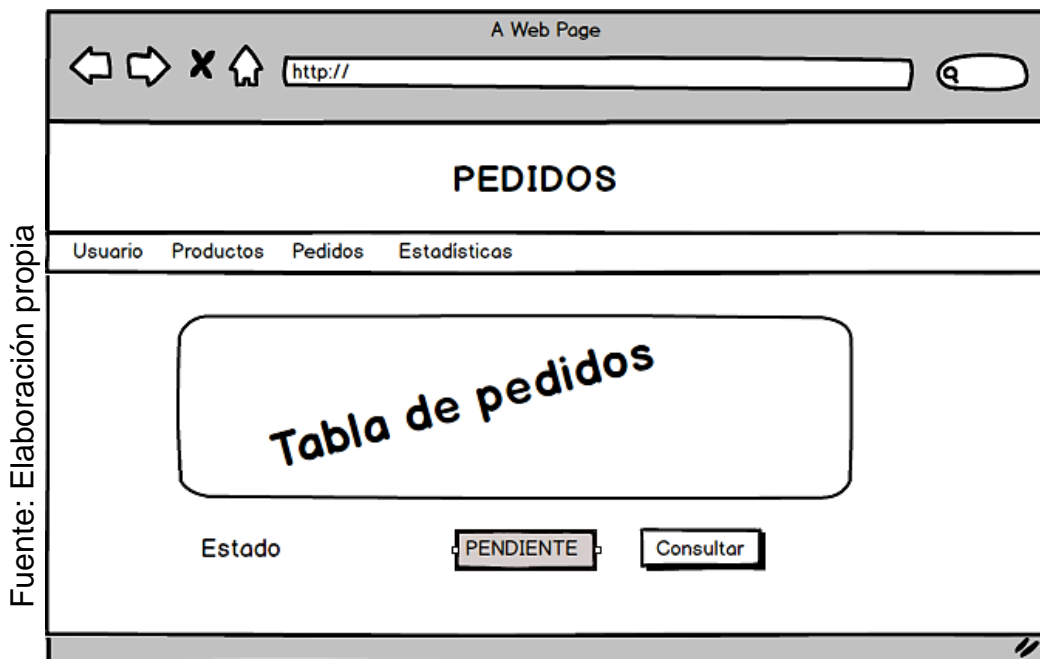 A Web Page
http://
PEDIDOS
Usuario Productos Pedidos Estadísticas
Tabla de pedidos
Estado PENDIENTE Consultar
Fuente: Elaboración propia